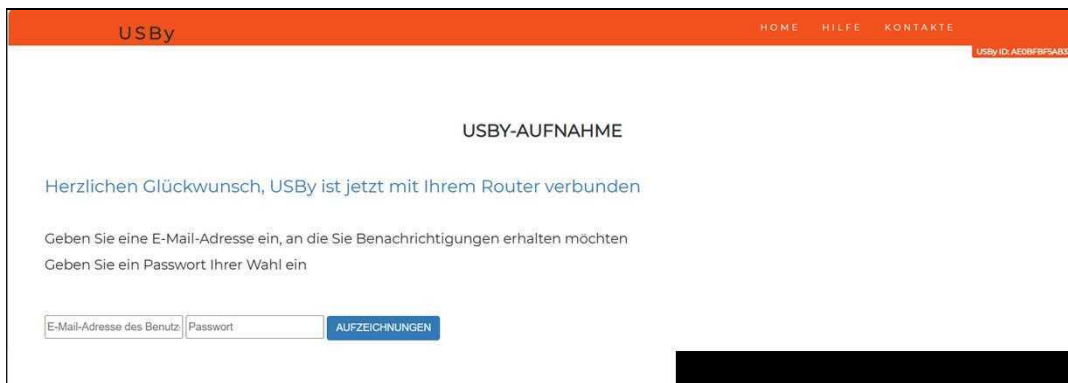 USBy
HOME HILFE KONTAKTE
USBy ID: AE0BFBF5AB3
USBY-AUFNAHME
Herzlichen Glückwunsch, USBy ist jetzt mit Ihrem Router verbunden
Geben Sie eine E-Mail-Adresse ein, an die Sie Benachrichtigungen erhalten möchten
Geben Sie ein Passwort Ihrer Wahl ein
E-Mail-Adresse des Benutz Passwort AUFZEICHNUNGEN